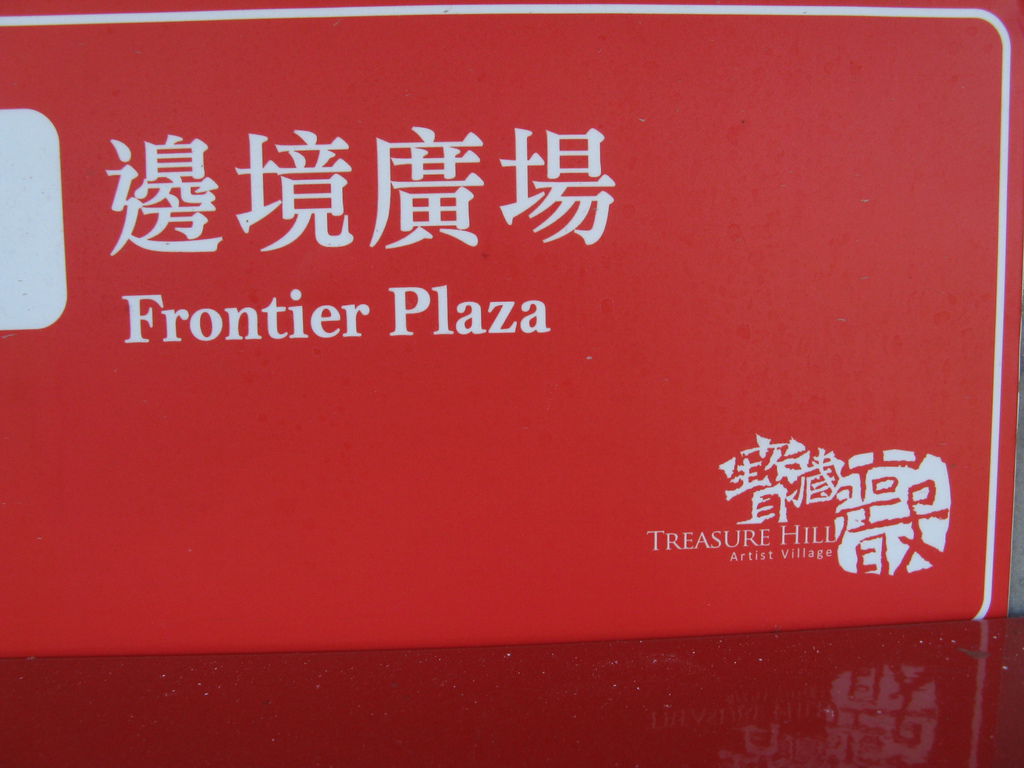 邊境廣場
Frontier Plaza
寶藏巖
TREASURE HILL
Artist Village